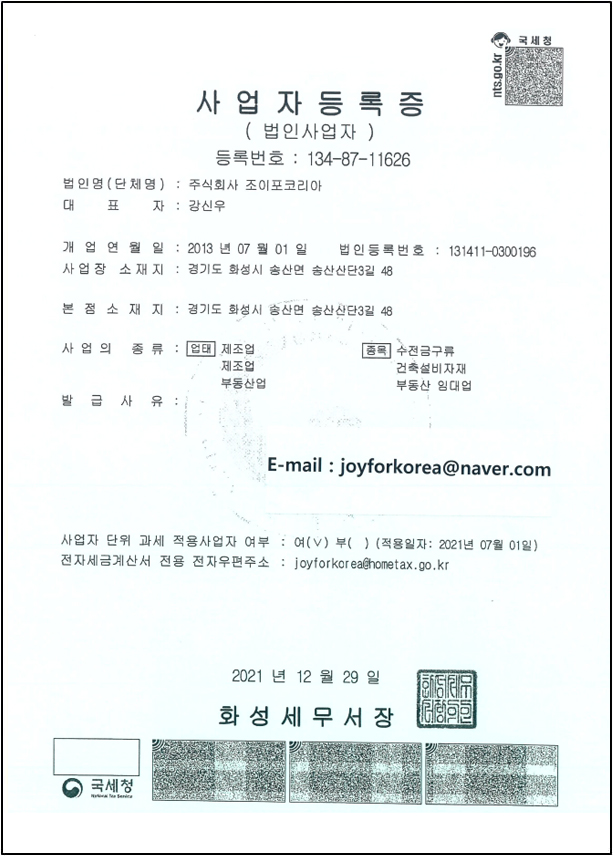 국세청
nts.go.kr
사업자등록증
( 법인사업자 )
등록번호 : 134-87-11626
법인명(단체명) : 주식회사 조이포코리아
대 표 자 : 강신우
개 업 연 월 일 : 2013 년 07 월 01 일 법인등록번호 : 131411-0300196
사업장 소재지 : 경기도 화성시 송산면 송산산단3길 48
본 점 소 재 지 : 경기도 화성시 송산면 송산산단3길 48
사 업 의 종 류 : 업태 제조업 종목 수전금구류
제조업 건축설비자재
부동산업 부동산 임대업
발 급 사 유 :
E-mail : joyforkorea@naver.com
사업자 단위 과세 적용사업자 여부 : 여(∨) 부( ) (적용일자: 2021년 07월 01일)
전자세금계산서 전용 전자우편주소 : joyforkorea@hometax.go.kr
2021 년 12 월 29 일
화성세무서장
국세청
National Tax Service